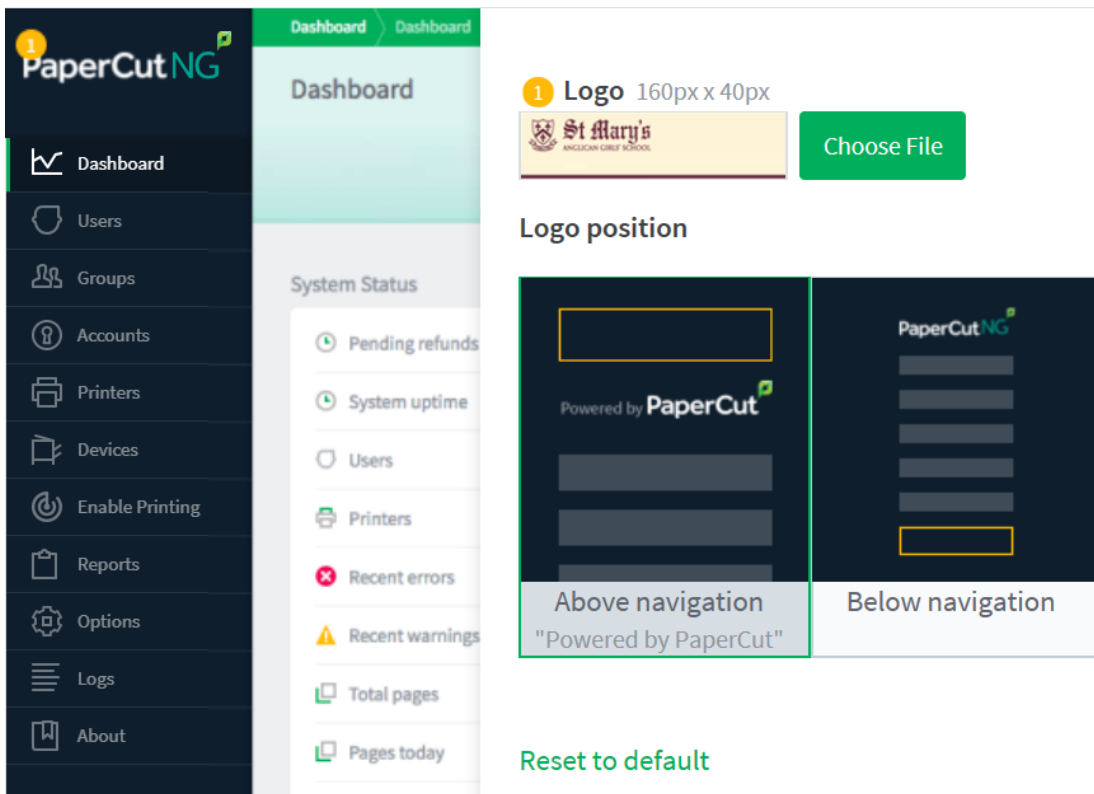 1
PaperCut NG
Dashboard
Users
Groups
Accounts
Printers
Devices
Enable Printing
Reports
Options
Logs
About
Dashboard Dashboard
Dashboard
System Status
Pending refunds
System uptime
Users
Printers
Recent errors
Recent warnings
Total pages
Pages today
1 Logo 160px x 40px
St Mary's
ANGLICAN GIRLS' SCHOOL
Choose File
Logo position
Powered by PaperCut
Above navigation
"Powered by PaperCut"
PaperCut NG
Below navigation
Reset to default